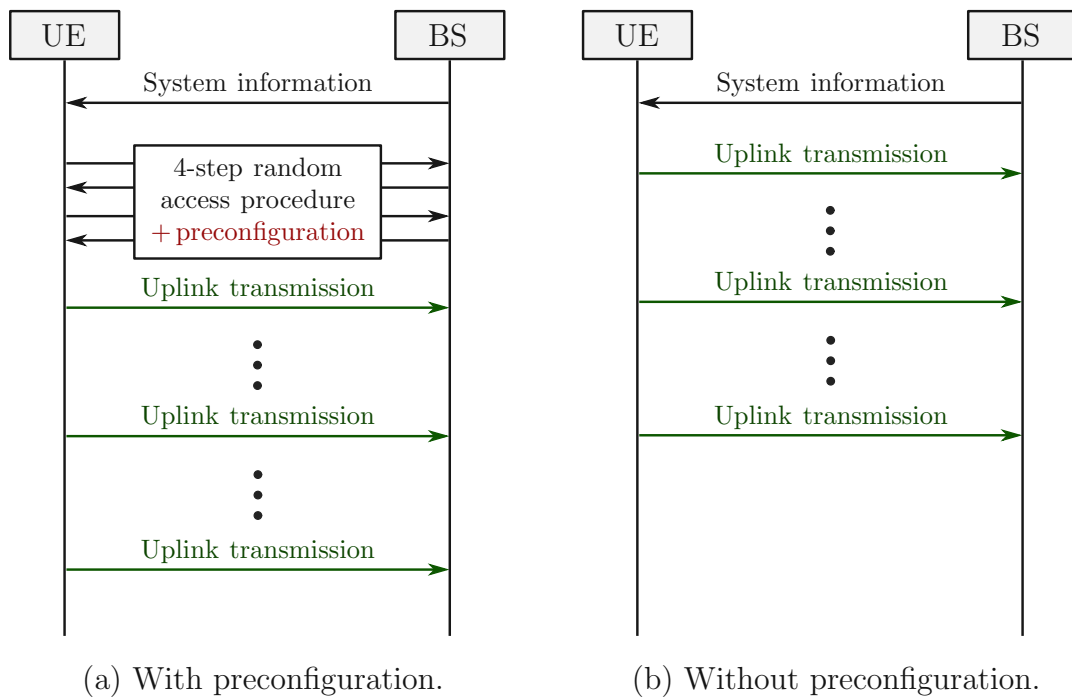 UE
BS
System information
4-step random
access procedure
+ preconfiguration
Uplink transmission
Uplink transmission
Uplink transmission
(a) With preconfiguration.
UE
BS
System information
Uplink transmission
Uplink transmission
Uplink transmission
(b) Without preconfiguration.